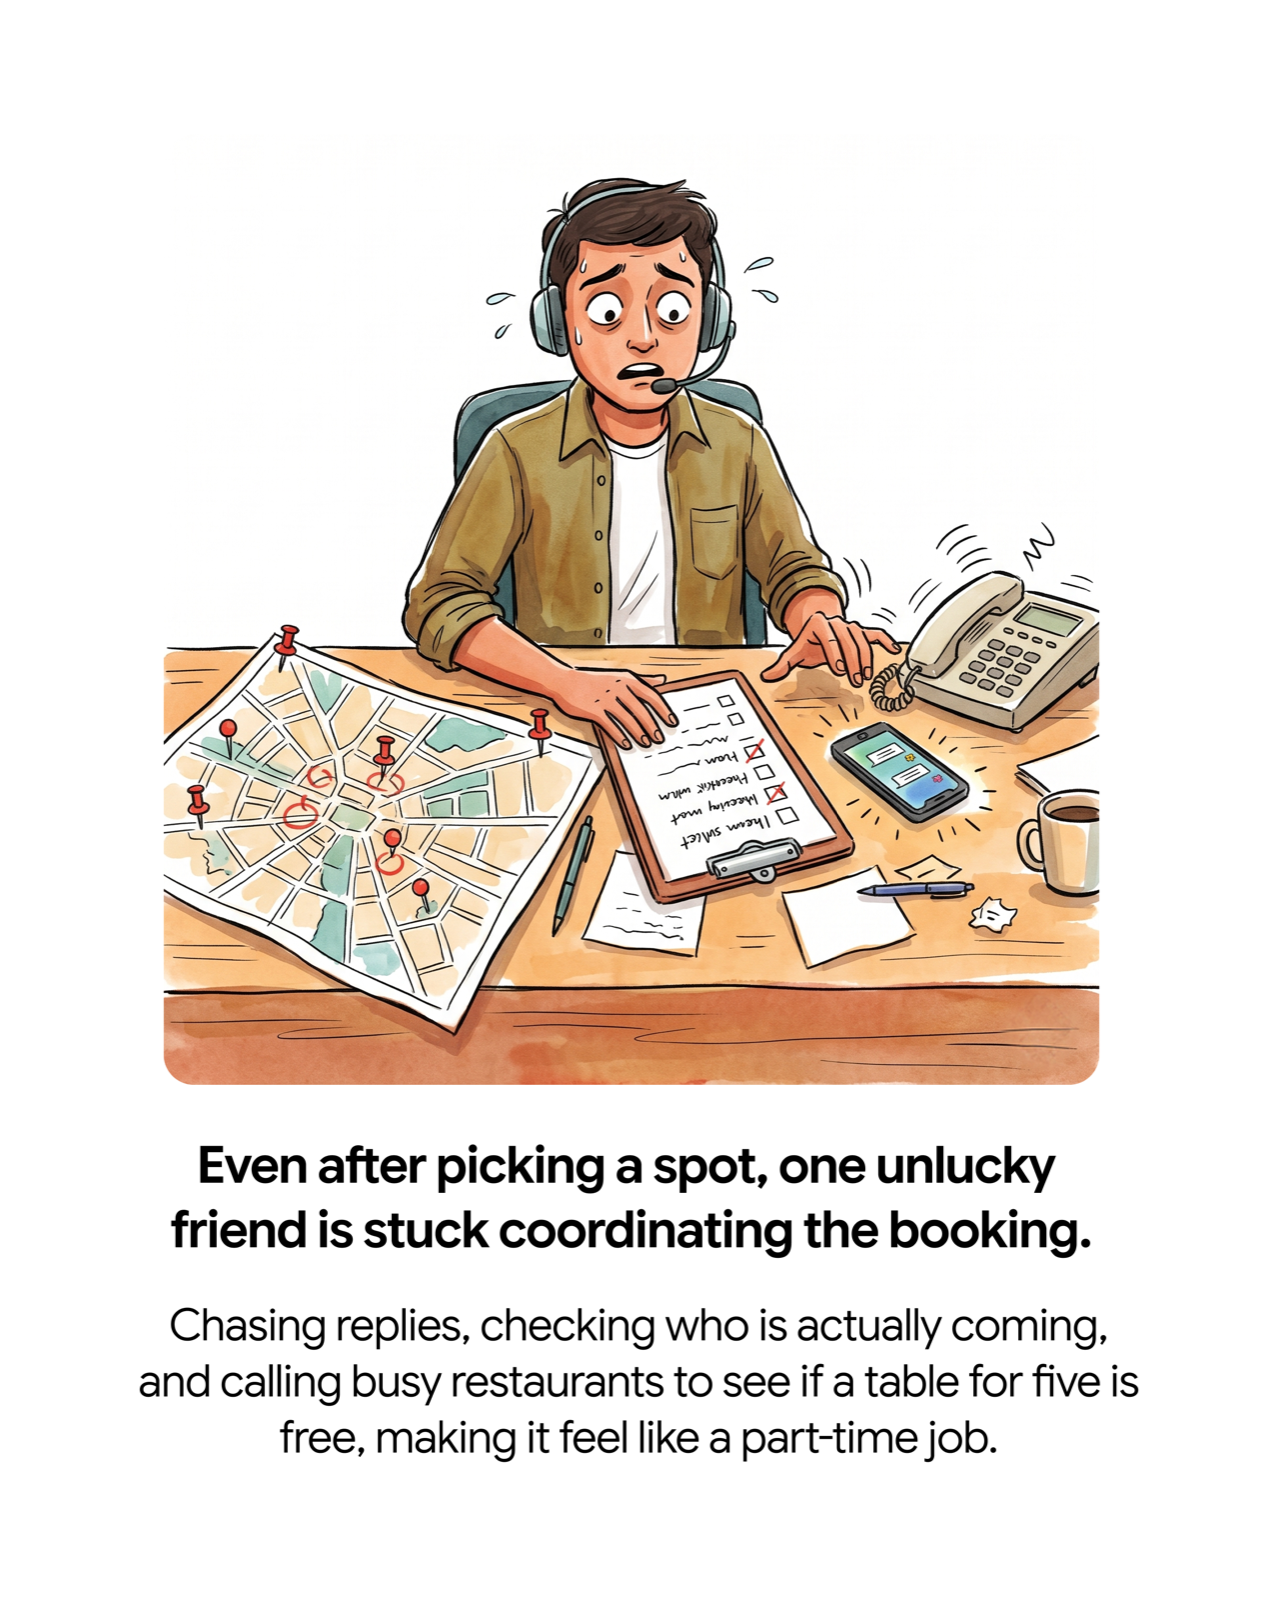 Even after picking a spot, one unlucky
friend is stuck coordinating the booking.
Chasing replies, checking who is actually coming,
and calling busy restaurants to see if a table for five is
free, making it feel like a part-time job.